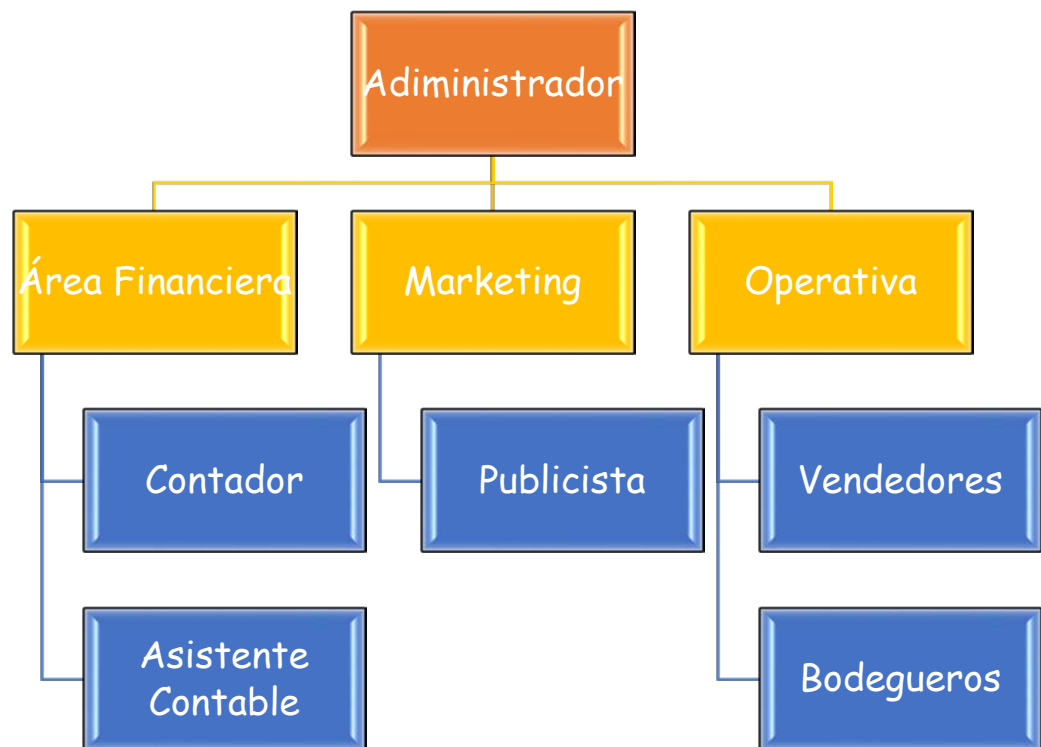 Adiministrador
Área Financiera
Marketing
Operativa
Contador
Publicista
Vendedores
Asistente
Contable
Bodegueros